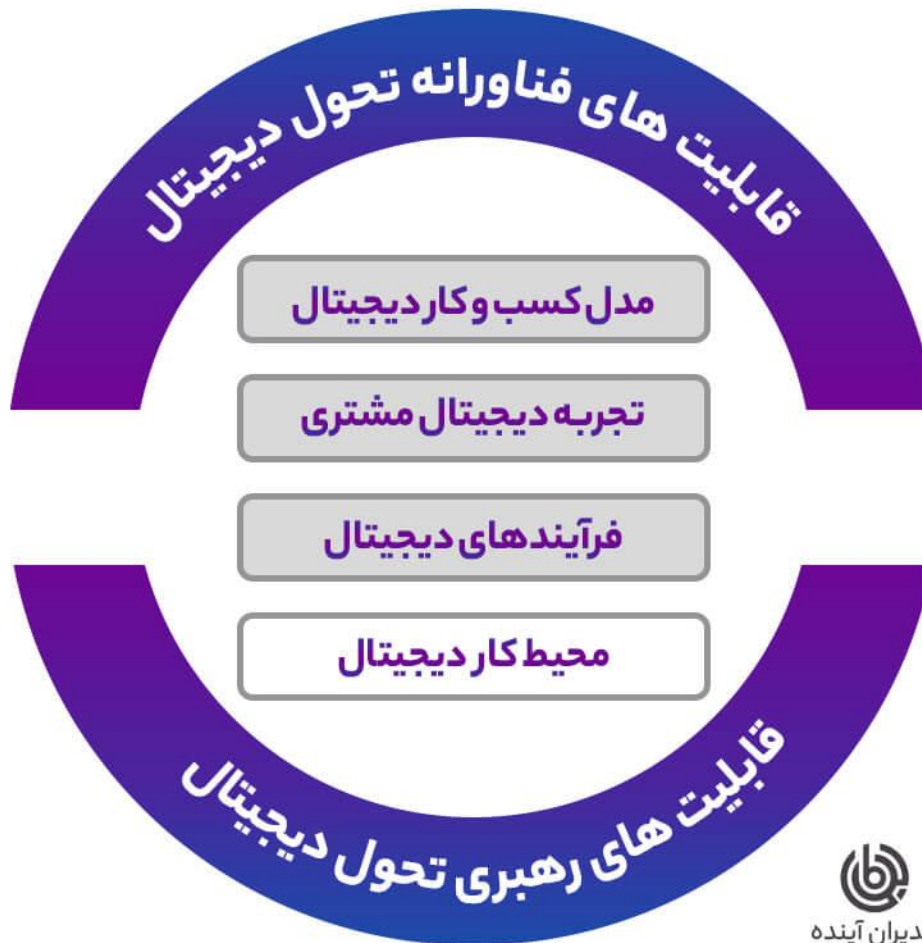 قابلیت های فناورانه تحول دیجیتال
مدل کسب و کار دیجیتال
تجربه دیجیتال مشتری
فرآیندهای دیجیتال
محیط کار دیجیتال
قابلیت های رهبری تحول دیجیتال
دیران آینده